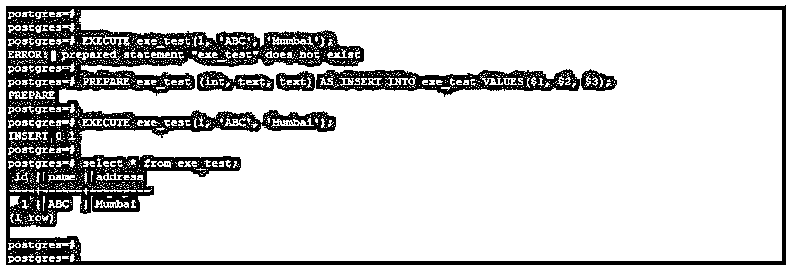 postgres=#
postgres=#
postgres=# EXECUTE exe_test(1, 'ABC', 'Mumbai');
ERROR:  prepared statement "exe_test" does not exist
postgres=#
postgres=# PREPARE exe_test (int, text, text) AS INSERT INTO exe_test VALUES($1, $2, $3);
PREPARE
postgres=#
postgres=# EXECUTE exe_test(1, 'ABC', 'Mumbai');
INSERT 0 1
postgres=#
postgres=# select * from exe_test;
id | name | address
----+------+---------
1 | ABC | Mumbai
(1 row)
postgres=#
postgres=#